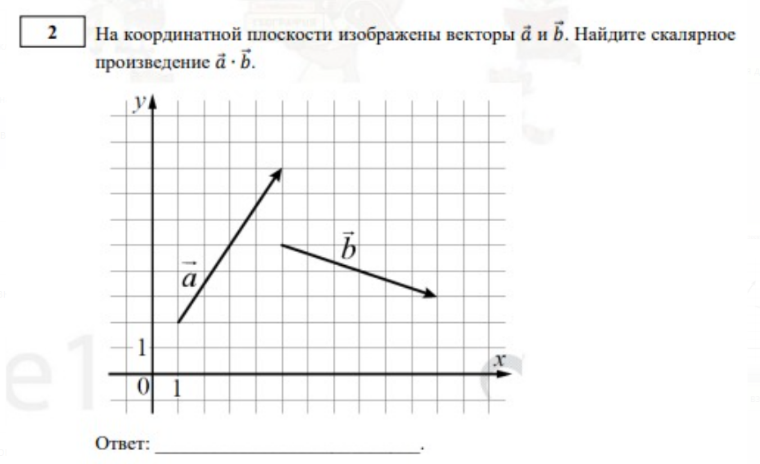 2
На координатной плоскости изображены векторы a⃗ и b⃗. Найдите скалярное
произведение a⃗ · b⃗.
y
a⃗
b⃗
1
x
0 1
Ответ: ____________________________.